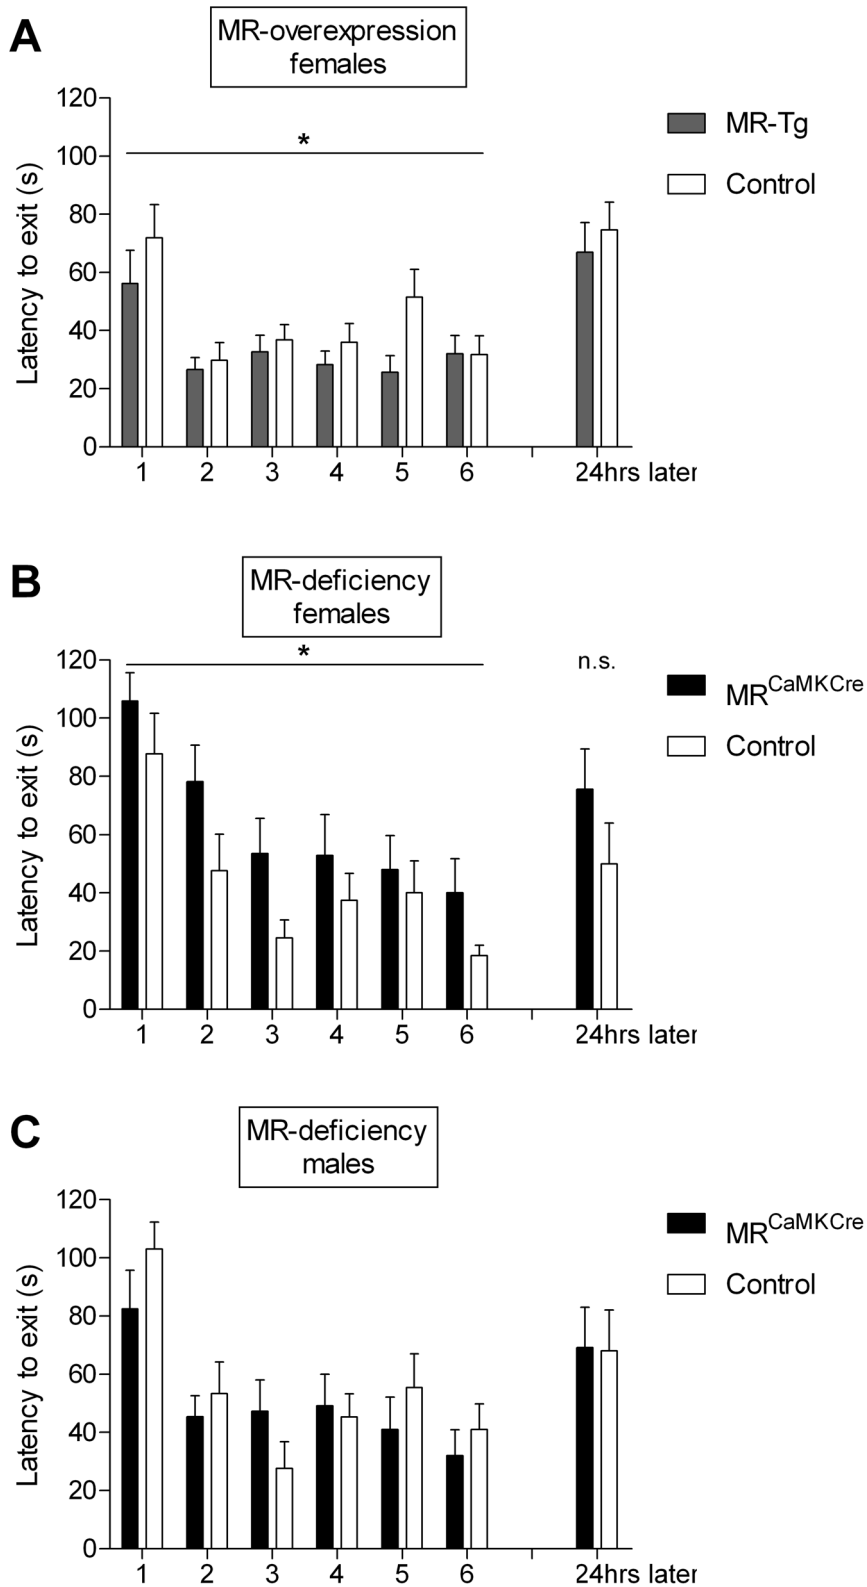 A
MR-overexpression
females
120
100
80
60
40
20
0
Latency to exit (s)
*
MR-Tg
Control
1 2 3 4 5 6 24hrs later
B
MR-deficiency
females
120
100
80
60
40
20
0
Latency to exit (s)
*
n.s.
MRCaMKCre
Control
1 2 3 4 5 6 24hrs later
C
MR-deficiency
males
120
100
80
60
40
20
0
Latency to exit (s)
MRCaMKCre
Control
1 2 3 4 5 6 24hrs later